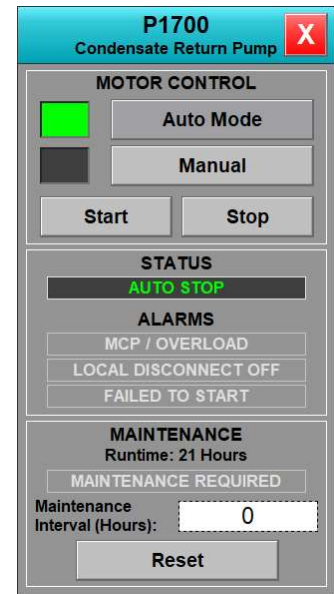 P1700
Condensate Return Pump
X
MOTOR CONTROL
Auto Mode
Manual
Start
Stop
STATUS
AUTO STOP
ALARMS
MCP / OVERLOAD
LOCAL DISCONNECT OFF
FAILED TO START
MAINTENANCE
Runtime: 21 Hours
MAINTENANCE REQUIRED
Maintenance
Interval (Hours):
0
Reset